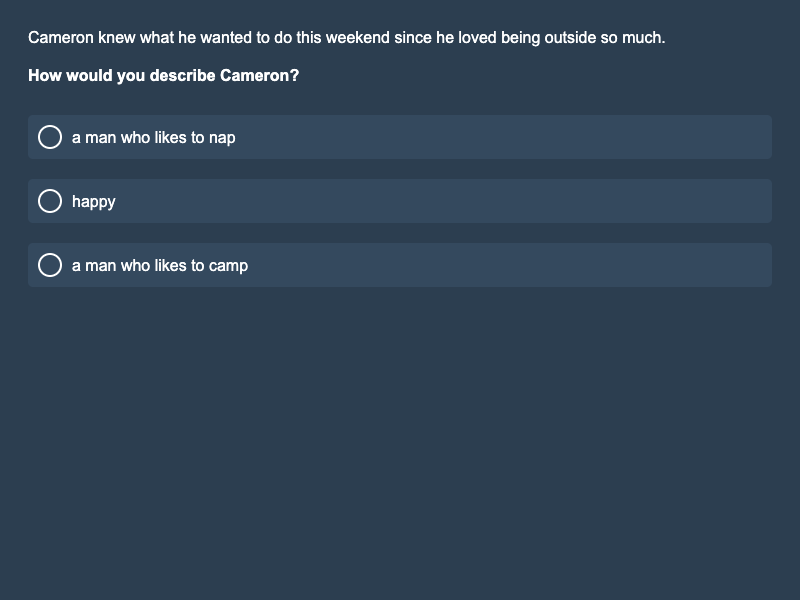 Cameron knew what he wanted to do this weekend since he loved being outside so much.
How would you describe Cameron?
a man who likes to nap
happy
a man who likes to camp